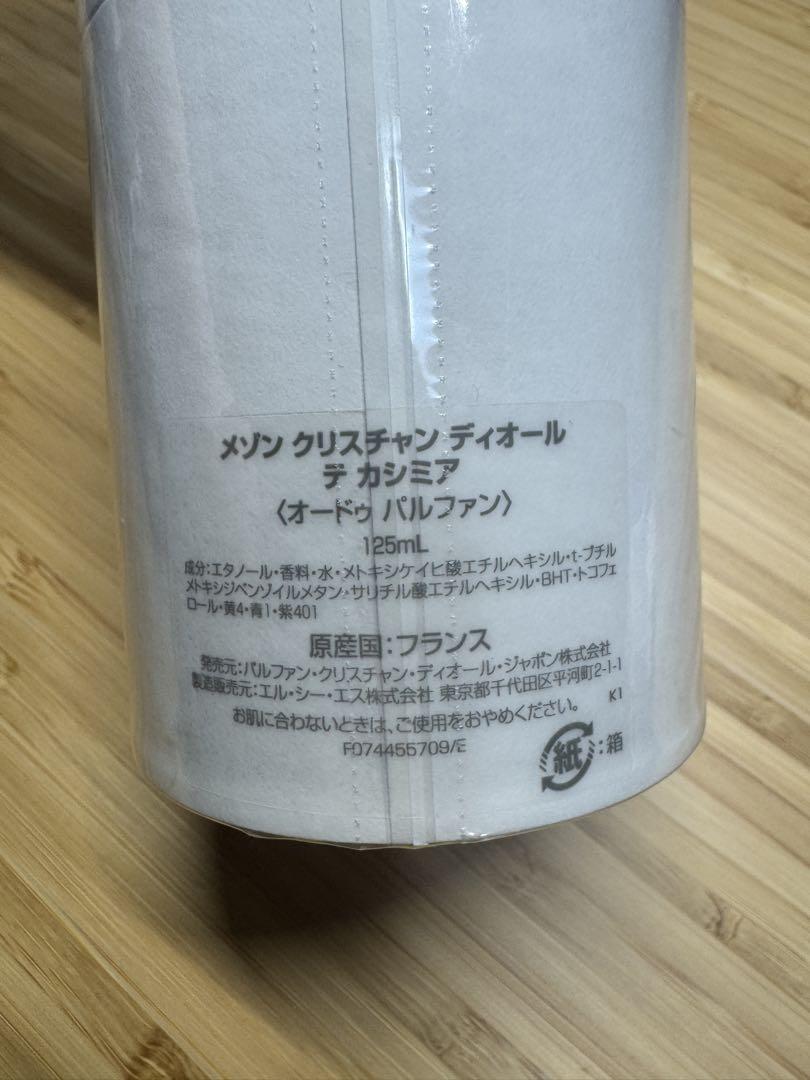 メゾン クリスチャン ディオール
デ カシミア
〈オードゥ パルファン〉
125mL
成分:エタノール・香料・水・メトキシケイヒ酸エチルヘキシル・t-ブチル
メトキシジベンゾイルメタン・サリチル酸エチルヘキシル・BHT・トコフェ
ロール・黄4・青1・紫401
原産国:フランス
発売元:パルファン・クリスチャン・ディオール・ジャポン株式会社
製造販売元:エル・シー・エス株式会社 東京都千代田区平河町2-1-1
お肌に合わないときは、ご使用をおやめください。 K1
F074455709/E
紙:箱